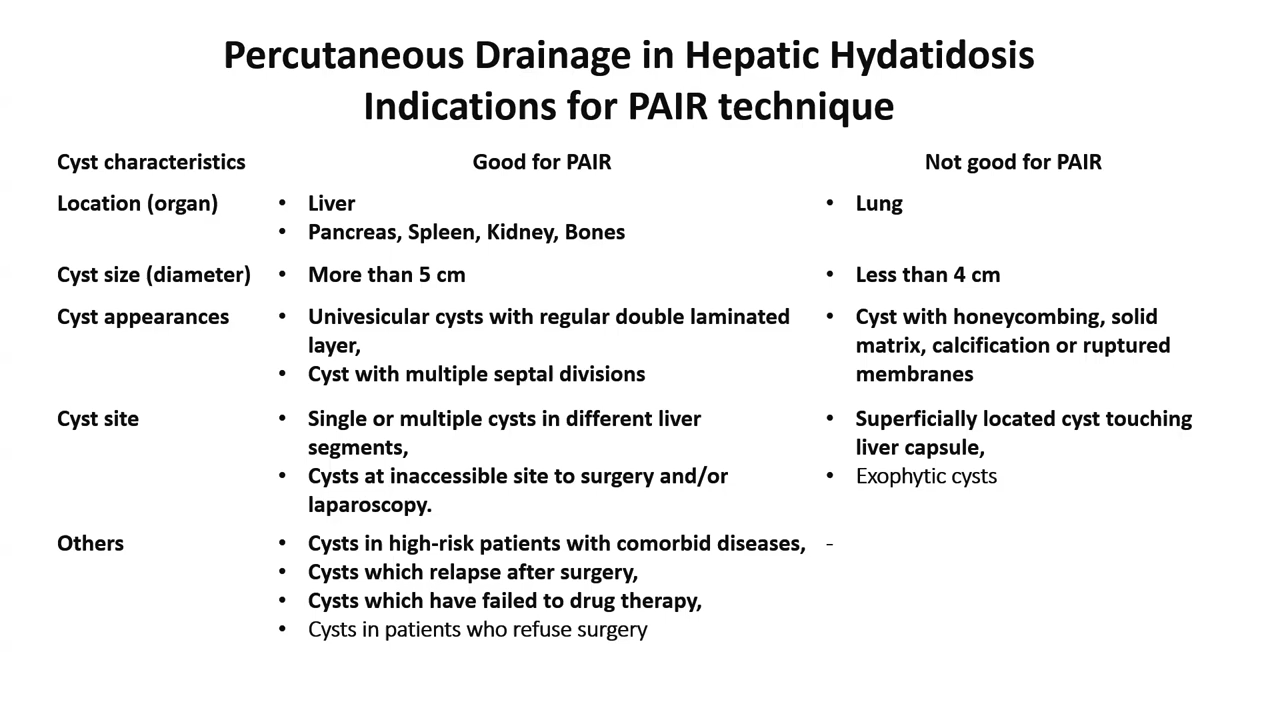 Percutaneous Drainage in Hepatic Hydatidosis
Indications for PAIR technique
Cyst characteristics Good for PAIR Not good for PAIR
Location (organ) • Liver • Lung
• Pancreas, Spleen, Kidney, Bones
Cyst size (diameter) • More than 5 cm • Less than 4 cm
Cyst appearances • Univesicular cysts with regular double laminated • Cyst with honeycombing, solid
layer, matrix, calcification or ruptured
• Cyst with multiple septal divisions membranes
Cyst site • Single or multiple cysts in different liver • Superficially located cyst touching
segments, liver capsule,
• Cysts at inaccessible site to surgery and/or • Exophytic cysts
laparoscopy.
Others • Cysts in high-risk patients with comorbid diseases, -
• Cysts which relapse after surgery,
• Cysts which have failed to drug therapy,
• Cysts in patients who refuse surgery